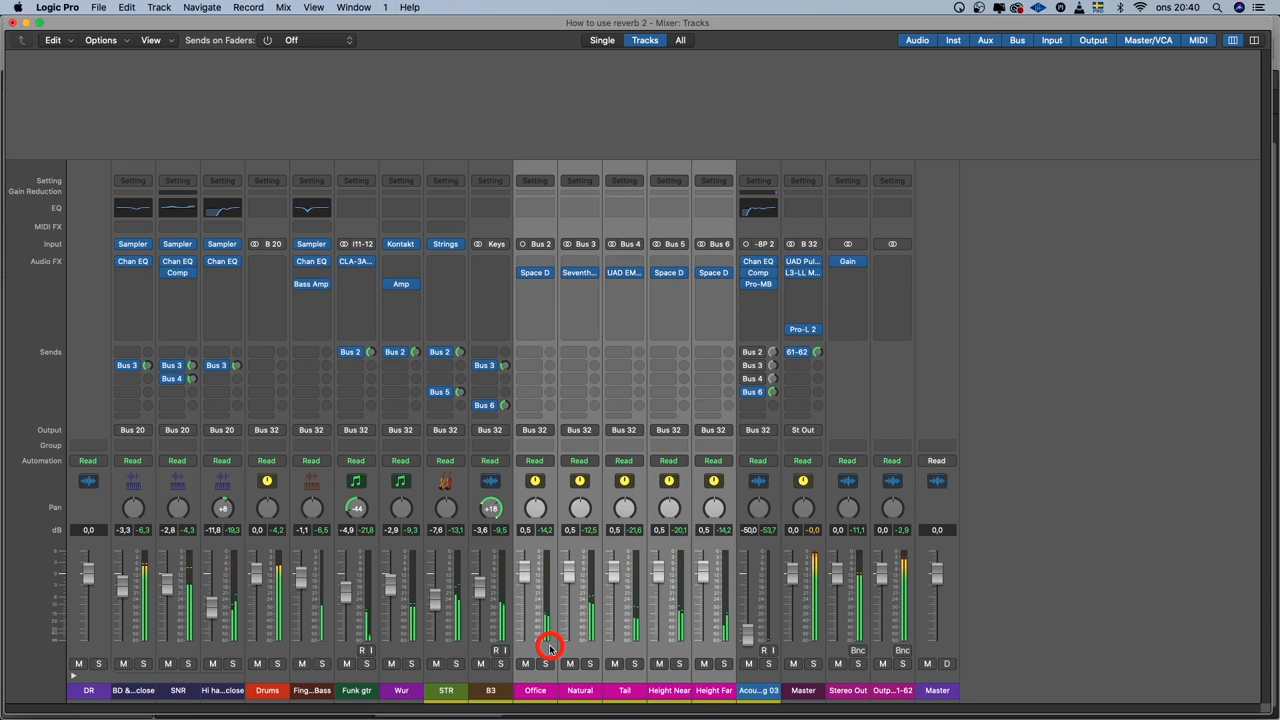 Logic Pro File Edit Track Navigate Record Mix View Window 1 Help ons 20:40
How to use reverb 2 - Mixer: Tracks
Edit Options View Sends on Faders: Off Single Tracks All Audio Inst Aux Bus Input Output Master/VCA MIDI
Setting Setting Setting Setting Setting Setting Setting Setting Setting Setting Setting Setting Setting Setting Setting Setting Setting Setting Setting
Gain Reduction
EQ
MIDI FX
Input Sampler Sampler Sampler B 20 Sampler I11-12 Kontakt Strings Keys Bus 2 Bus 3 Bus 4 Bus 5 Bus 6 -8P 2 B 32
Audio FX Chan EQ Chan EQ Chan EQ Chan EQ CLA-3A... Chan EQ UAD Pul... Gain
Comp Space D Seventh... UAD EM... Space D Space D Comp L3-LL M...
Bass Amp Amp Pro-MB
Pro-L 2
Sends Bus 2 Bus 2 Bus 2 Bus 2 61-62
Bus 3 Bus 3 Bus 3 Bus 3 Bus 3
Bus 4 Bus 4
Bus 5 Bus 6
Bus 6
Output Bus 20 Bus 20 Bus 20 Bus 32 Bus 32 Bus 32 Bus 32 Bus 32 Bus 32 Bus 32 Bus 32 Bus 32 Bus 32 Bus 32 Bus 32 St Out
Group
Automation Read Read Read Read Read Read Read Read Read Read Read Read Read Read Read Read Read Read Read Read
Pan +8 -44 +18
dB 0,0 -3,3 -6,3 -2,8 -4,3 -11,8 -19,3 0,0 -4,2 -1,1 -6,5 -4,9 -21,8 -2,9 -9,3 -7,6 -13,1 -3,6 -9,5 0,5 -14,2 0,5 -12,5 0,5 -21,6 0,5 -20,1 0,5 -14,2 -50,0 -53,7 0,0 -0,0 0,0 -11,1 0,0 -2,9 0,0
R I R I R I Bnc Bnc
M S M S M S M S M S M S M S M S M S M S M S M S M S M S M S M S M S M S M S M D
DR BD &...close SNR Hi ha...close Drums Fing...Bass Funk gtr Wur STR B3 Office Natural Tail Height Near Height Far Acou...g 03 Master Stereo Out Outp...1-62 Master